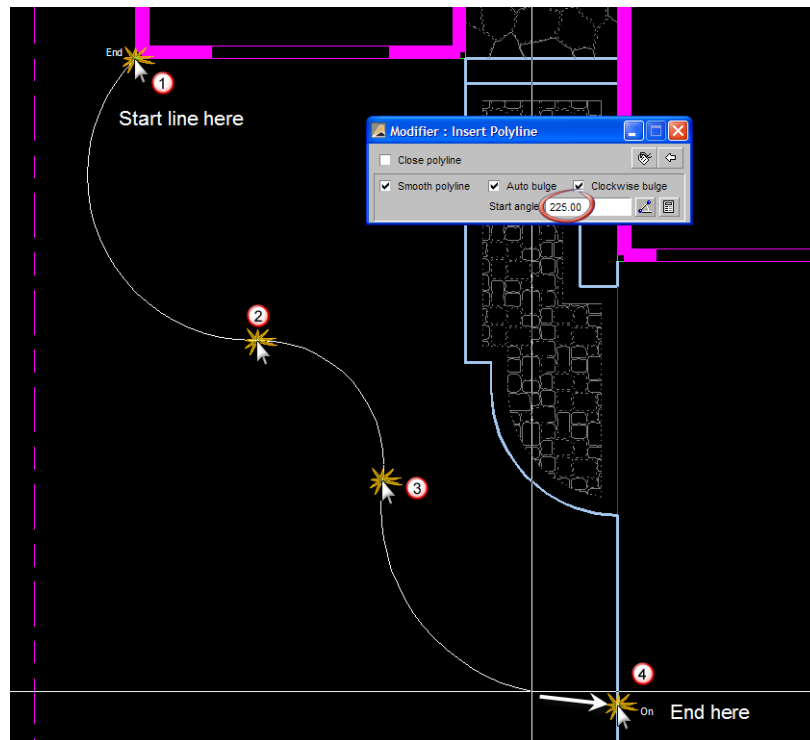 End
1
Start line here
Modifier : Insert Polyline
Close polyline
Smooth polyline Auto bulge Clockwise bulge
Start angle 225.00
2
3
4
On End here